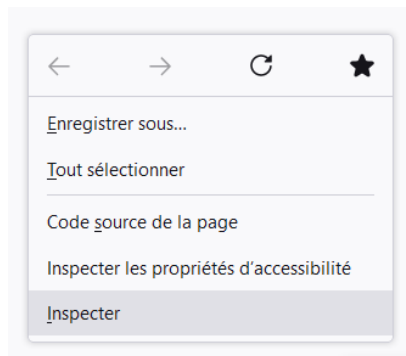 Enregistrer sous...
Tout sélectionner
Code source de la page
Inspecter les propriétés d’accessibilité
Inspecter